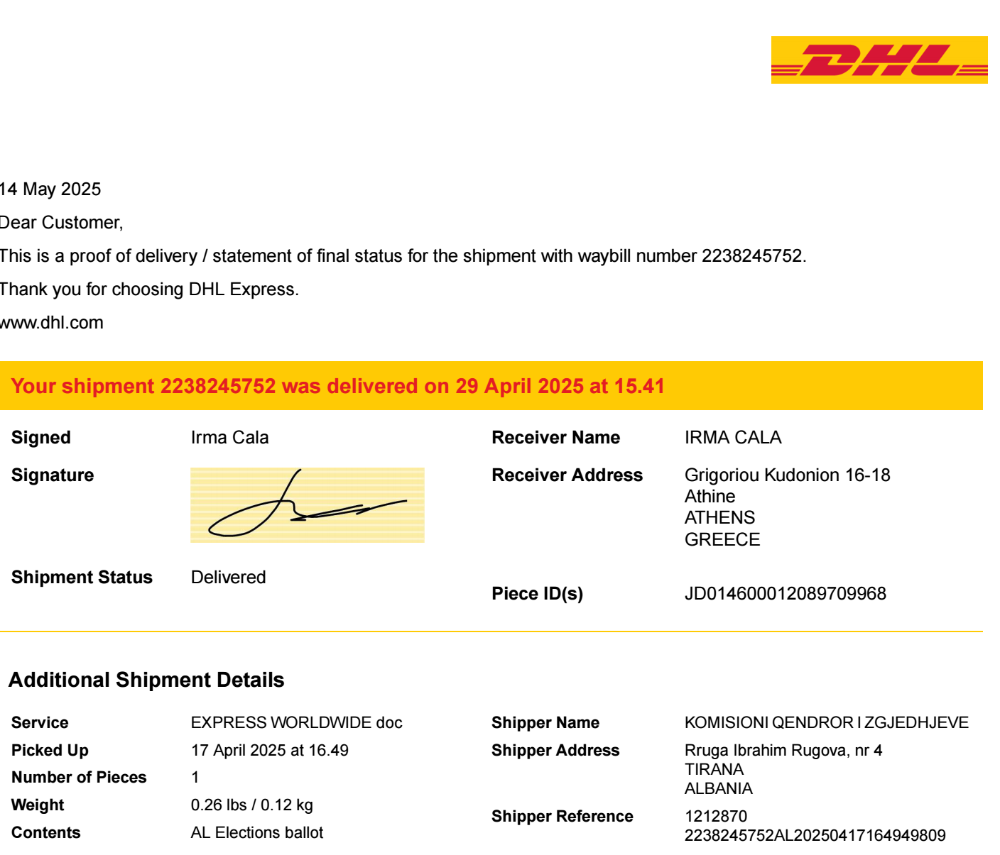 DHL
14 May 2025
Dear Customer,
This is a proof of delivery / statement of final status for the shipment with waybill number 2238245752.
Thank you for choosing DHL Express.
www.dhl.com
Your shipment 2238245752 was delivered on 29 April 2025 at 15.41
Signed Irma Cala
Receiver Name IRMA CALA
Signature
Receiver Address Grigoriou Kudonion 16-18
Athine
ATHENS
GREECE
Shipment Status Delivered
Piece ID(s) JD014600012089709968
Additional Shipment Details
Service EXPRESS WORLDWIDE doc
Shipper Name KOMISIONI QENDROR I ZGJEDHJEVE
Picked Up 17 April 2025 at 16.49
Shipper Address Rruga Ibrahim Rugova, nr 4
TIRANA
ALBANIA
Number of Pieces 1
Weight 0.26 lbs / 0.12 kg
Shipper Reference 1212870
2238245752AL20250417164949809
Contents AL Elections ballot